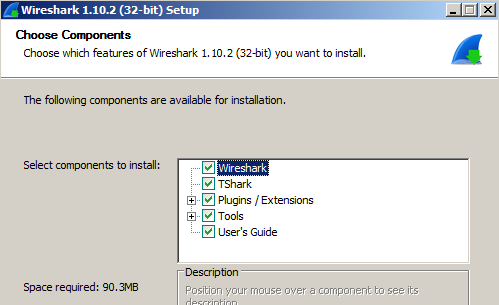 Wireshark 1.10.2 (32-bit) Setup
Choose Components
Choose which features of Wireshark 1.10.2 (32-bit) you want to install.
The following components are available for installation.
Select components to install:
Wireshark
TShark
Plugins / Extensions
Tools
User's Guide
Space required: 90.3MB
Description
Position your mouse over a component to see its
description.